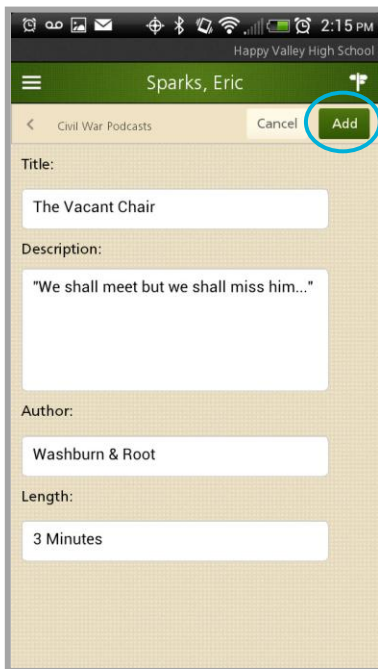 2:15 PM
Happy Valley High School
Sparks, Eric
Civil War Podcasts
Cancel
Add
Title:
The Vacant Chair
Description:
"We shall meet but we shall miss him..."
Author:
Washburn & Root
Length:
3 Minutes